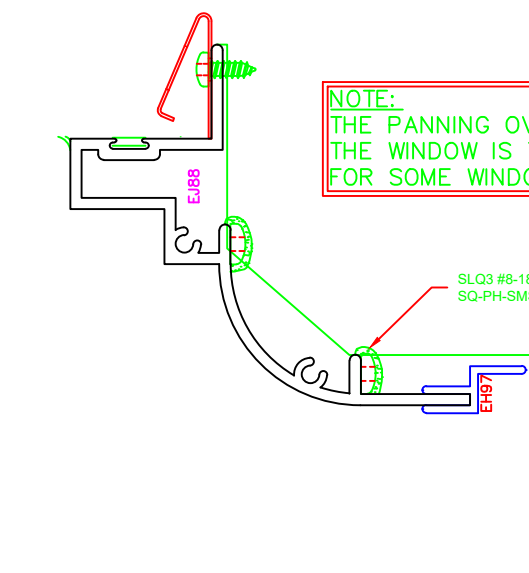 NOTE:
THE PANNING OV
THE WINDOW IS
FOR SOME WINDO
EJ88
SLQ3 #8-18
SQ-PH-SM
EH97